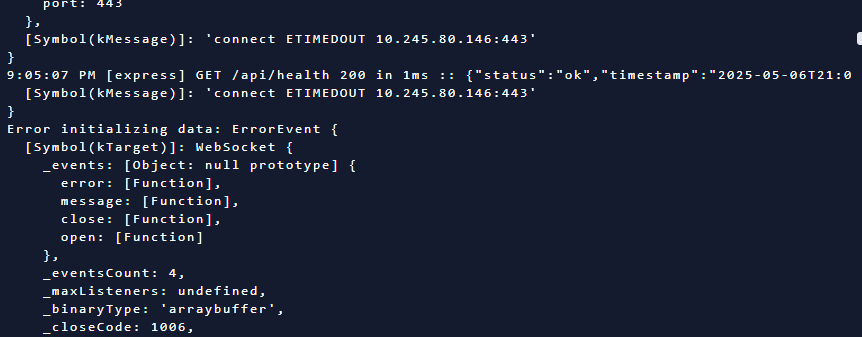 port: 443
},
[Symbol(kMessage)]: 'connect ETIMEDOUT 10.245.80.146:443'
}
9:05:07 PM [express] GET /api/health 200 in 1ms :: {"status":"ok","timestamp":"2025-05-06T21:0
[Symbol(kMessage)]: 'connect ETIMEDOUT 10.245.80.146:443'
}
Error initializing data: ErrorEvent {
[Symbol(kTarget)]: WebSocket {
_events: [Object: null prototype] {
error: [Function],
message: [Function],
close: [Function],
open: [Function]
},
_eventsCount: 4,
_maxListeners: undefined,
_binaryType: 'arraybuffer',
_closeCode: 1006,